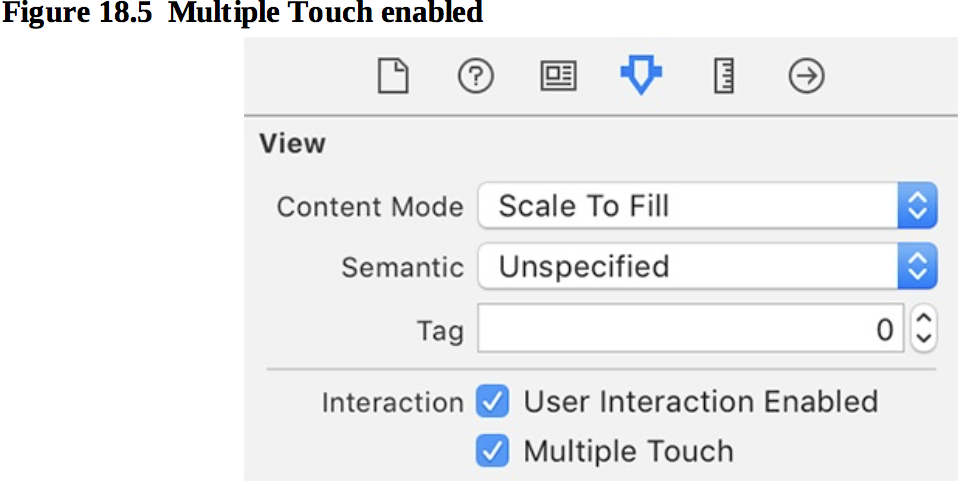 Figure 18.5  Multiple Touch enabled
View
Content Mode Scale To Fill
Semantic Unspecified
Tag 0
Interaction User Interaction Enabled
Multiple Touch